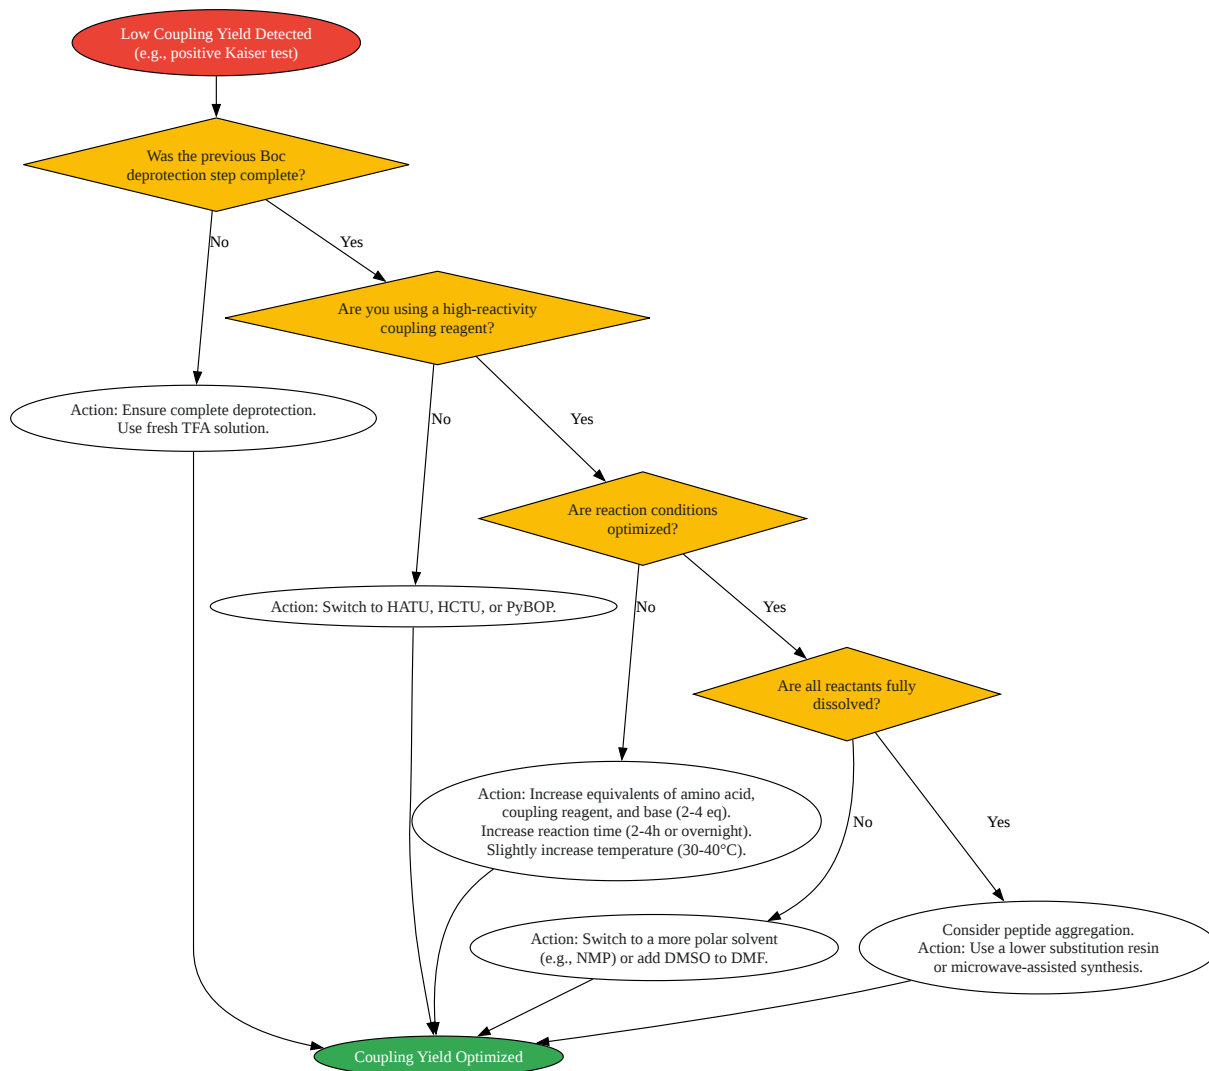 Low Coupling Yield Detected
(e.g., positive Kaiser test)
Was the previous Boc
deprotection step complete?
No
Yes
Are you using a high-reactivity
coupling reagent?
Action: Ensure complete deprotection.
Use fresh TFA solution.
No
Yes
Are reaction conditions
optimized?
Action: Switch to HATU, HCTU, or PyBOP.
No
Yes
Are all reactants fully
dissolved?
Action: Increase equivalents of amino acid,
coupling reagent, and base (2-4 eq).
Increase reaction time (2-4h or overnight).
Slightly increase temperature (30-40°C).
No
Yes
Action: Switch to a more polar solvent
(e.g., NMP) or add DMSO to DMF.
Consider peptide aggregation.
Action: Use a lower substitution resin
or microwave-assisted synthesis.
Coupling Yield Optimized